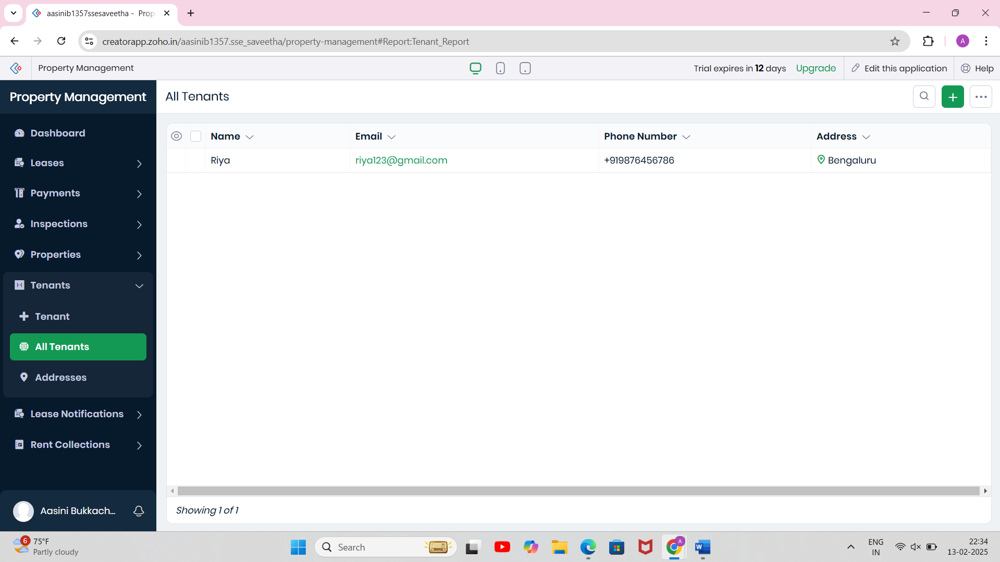 aasinib1357ssesaveetha - Prop
creatorapp.zoho.in/aasinib1357.sse_saveetha/property-management#Report:Tenant_Report
A
Property Management
Trial expires in 12 days
Upgrade
Edit this application
Help
Property Management
All Tenants
Dashboard
Leases
Payments
Inspections
Properties
Tenants
Tenant
All Tenants
Addresses
Lease Notifications
Rent Collections
Aasini Bukkach...
Name
Email
Phone Number
Address
Riya
riya123@gmail.com
+919876456786
Bengaluru
Showing 1 of 1
6
75°F
Partly cloudy
Search
A
W
ENG
IN
22:34
13-02-2025